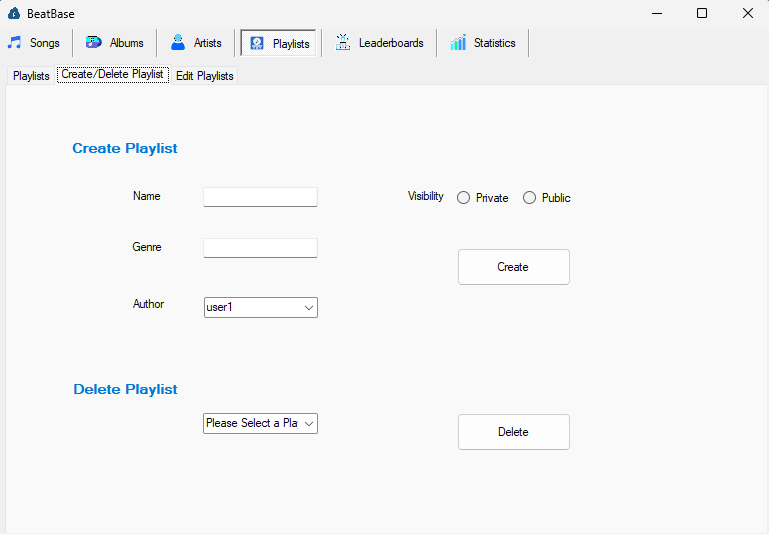 BeatBase
Songs Albums Artists Playlists Leaderboards Statistics
Playlists Create/Delete Playlist Edit Playlists
Create Playlist
Name Visibility Private Public
Genre
Create
Author user1
Delete Playlist
Please Select a Pla
Delete